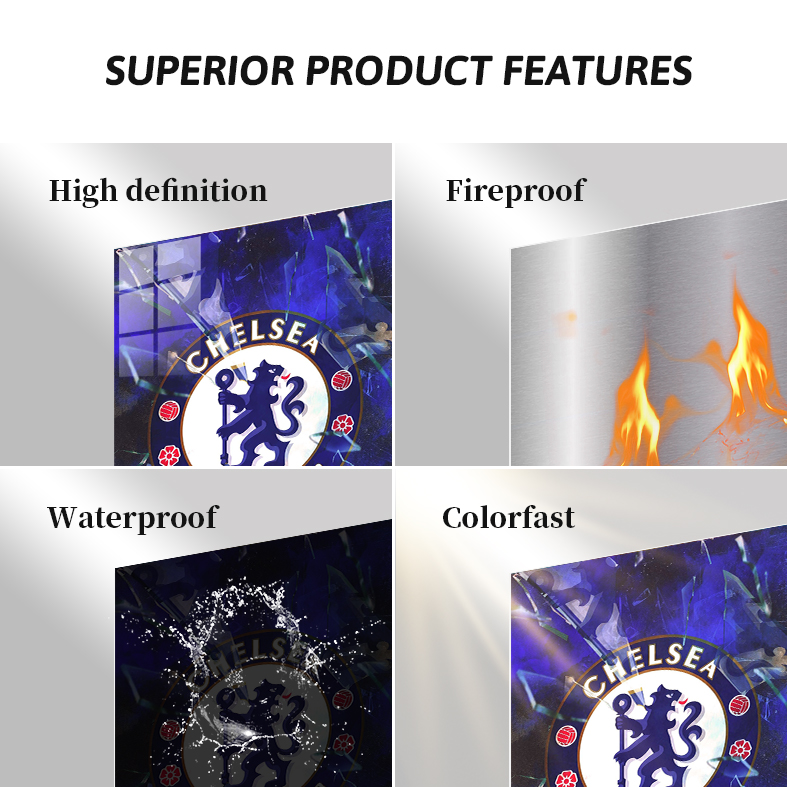 SUPERIOR PRODUCT FEATURES
High definition
Fireproof
CHELSEA
Waterproof
Colorfast
CHELSEA
CHELSEA